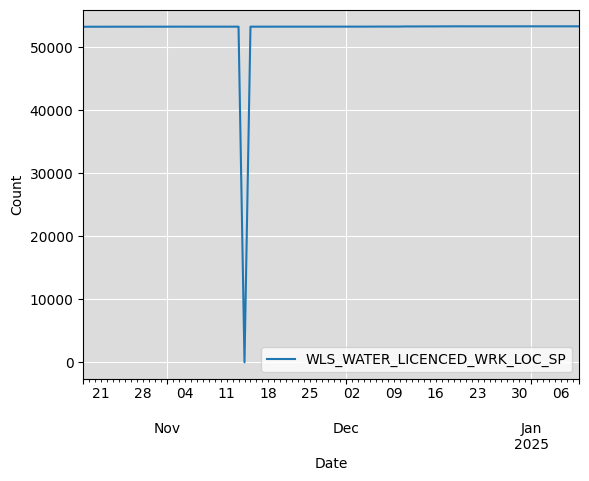 50000
40000
30000
20000
10000
0
Count
WLS_WATER_LICENCED_WRK_LOC_SP
21 28 04 11 18 25 02 09 16 23 30 06
Nov Dec Jan
2025
Date